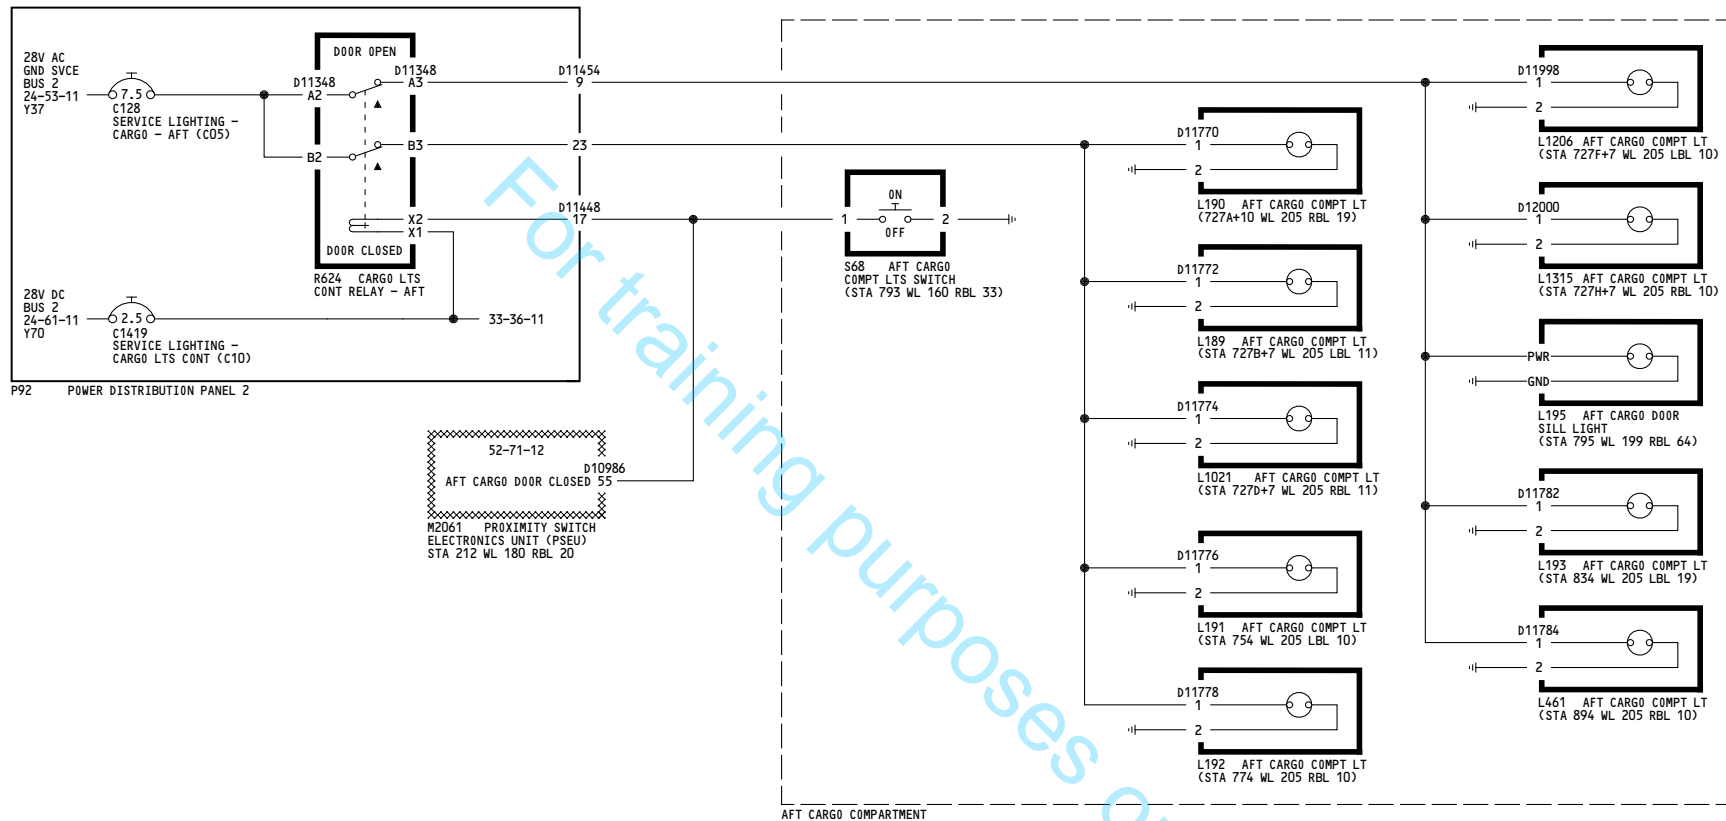 28V AC
GND SVCE
BUS 2
24-53-11
Y37
7.5
C128
SERVICE LIGHTING -
CARGO - AFT (C05)
28V DC
BUS 2
24-61-11
Y70
2.5
C1419
SERVICE LIGHTING -
CARGO LTS CONT (C10)
33-36-11
DOOR OPEN
D11348
A2
D11348
A3
B2
B3
X2
X1
DOOR CLOSED
R624 CARGO LTS
CONT RELAY - AFT
D11454
9
23
D11448
17
P92 POWER DISTRIBUTION PANEL 2
52-71-12
D10986
AFT CARGO DOOR CLOSED 55
M2061 PROXIMITY SWITCH
ELECTRONICS UNIT (PSEU)
STA 212 WL 180 RBL 20
ON
1
2
OFF
S68 AFT CARGO
COMPT LTS SWITCH
(STA 793 WL 160 RBL 33)
D11770
1
2
L190 AFT CARGO COMPT LT
(727A+10 WL 205 RBL 19)
D11772
1
2
L189 AFT CARGO COMPT LT
(STA 727B+7 WL 205 LBL 11)
D11774
1
2
L1021 AFT CARGO COMPT LT
(STA 727D+7 WL 205 RBL 11)
D11776
1
2
L191 AFT CARGO COMPT LT
(STA 754 WL 205 LBL 10)
D11778
1
2
L192 AFT CARGO COMPT LT
(STA 774 WL 205 RBL 10)
D11998
1
2
L1206 AFT CARGO COMPT LT
(STA 727F+7 WL 205 LBL 10)
D12000
1
2
L1315 AFT CARGO COMPT LT
(STA 727H+7 WL 205 RBL 10)
PWR
GND
L195 AFT CARGO DOOR
SILL LIGHT
(STA 795 WL 199 RBL 64)
D11782
1
2
L193 AFT CARGO COMPT LT
(STA 834 WL 205 LBL 19)
D11784
1
2
L461 AFT CARGO COMPT LT
(STA 894 WL 205 RBL 10)
AFT CARGO COMPARTMENT
For training purposes